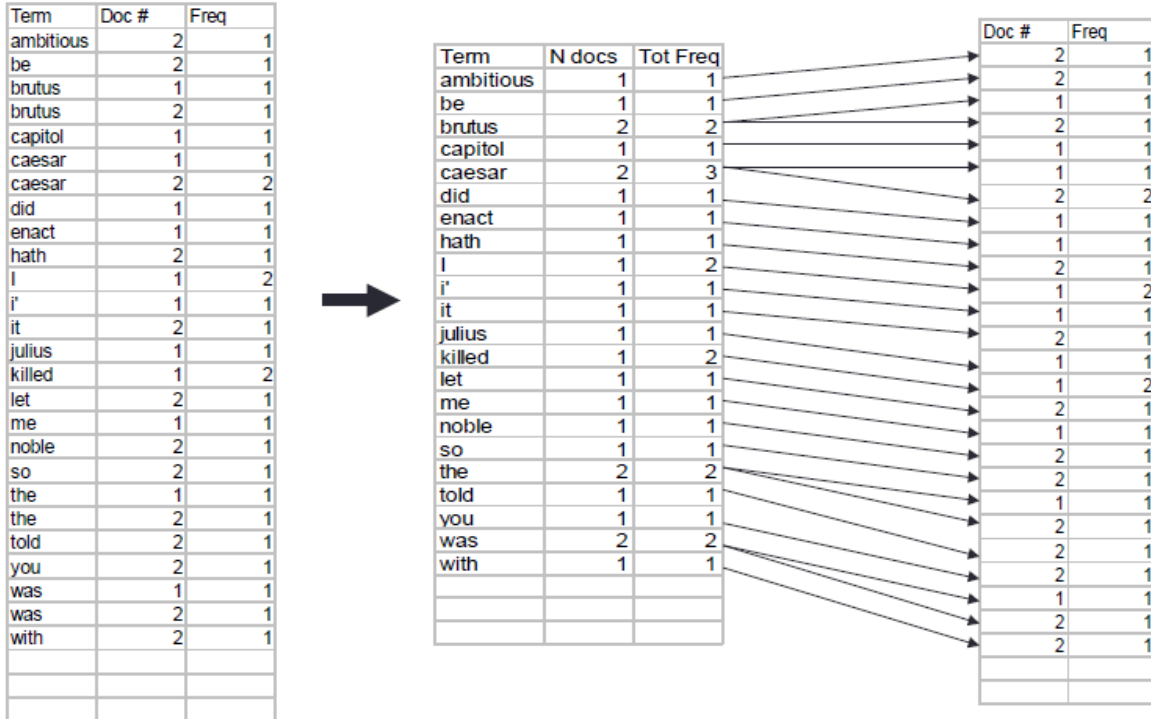 Term Doc # Freq
ambitious 2 1
be 2 1
brutus 1 1
brutus 2 1
capitol 1 1
caesar 1 1
caesar 2 2
did 1 1
enact 1 1
hath 2 1
I 1 2
i' 1 1
it 2 1
julius 1 1
killed 1 2
let 2 1
me 1 1
noble 2 1
so 2 1
the 1 1
the 2 1
told 2 1
you 2 1
was 1 1
was 2 1
with 2 1
Term N docs Tot Freq
ambitious 1 1
be 1 1
brutus 2 2
capitol 1 1
caesar 2 3
did 1 1
enact 1 1
hath 1 1
I 1 2
i' 1 1
it 1 1
julius 1 1
killed 1 2
let 1 1
me 1 1
noble 1 1
so 1 1
the 2 2
told 1 1
you 1 1
was 2 2
with 1 1
Doc # Freq
2 1
2 1
1 1
2 1
1 1
1 1
2 2
1 1
1 1
2 1
1 2
1 1
2 1
1 1
1 2
2 1
1 1
2 1
2 1
1 1
2 1
2 1
2 1
1 1
2 1
2 1